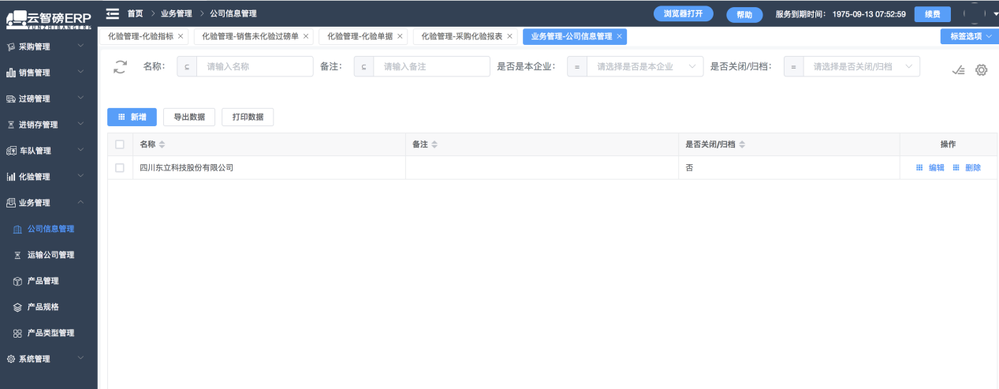 云智磅ERP
YUNZHIBANGERP
首页 > 业务管理 > 公司信息管理
浏览器打开
帮助
服务到期时间: 1975-09-13 07:52:59
续费
化验管理-化验指标 ×
化验管理-销售未化验过磅单 ×
化验管理-化验单据 ×
化验管理-采购化验报表 ×
业务管理-公司信息管理 ×
标签选项
采购管理
销售管理
过磅管理
进销存管理
车队管理
化验管理
业务管理
公司信息管理
运输公司管理
产品管理
产品规格
产品类型管理
系统管理
名称: ⊆ 请输入名称
备注: ⊆ 请输入备注
是否是本企业: = 请选择是否是本企业
是否关闭/归档: = 请选择是否关闭/归档
新增
导出数据
打印数据
名称 备注 是否关闭/归档 操作
四川东立科技股份有限公司 否 编辑 删除